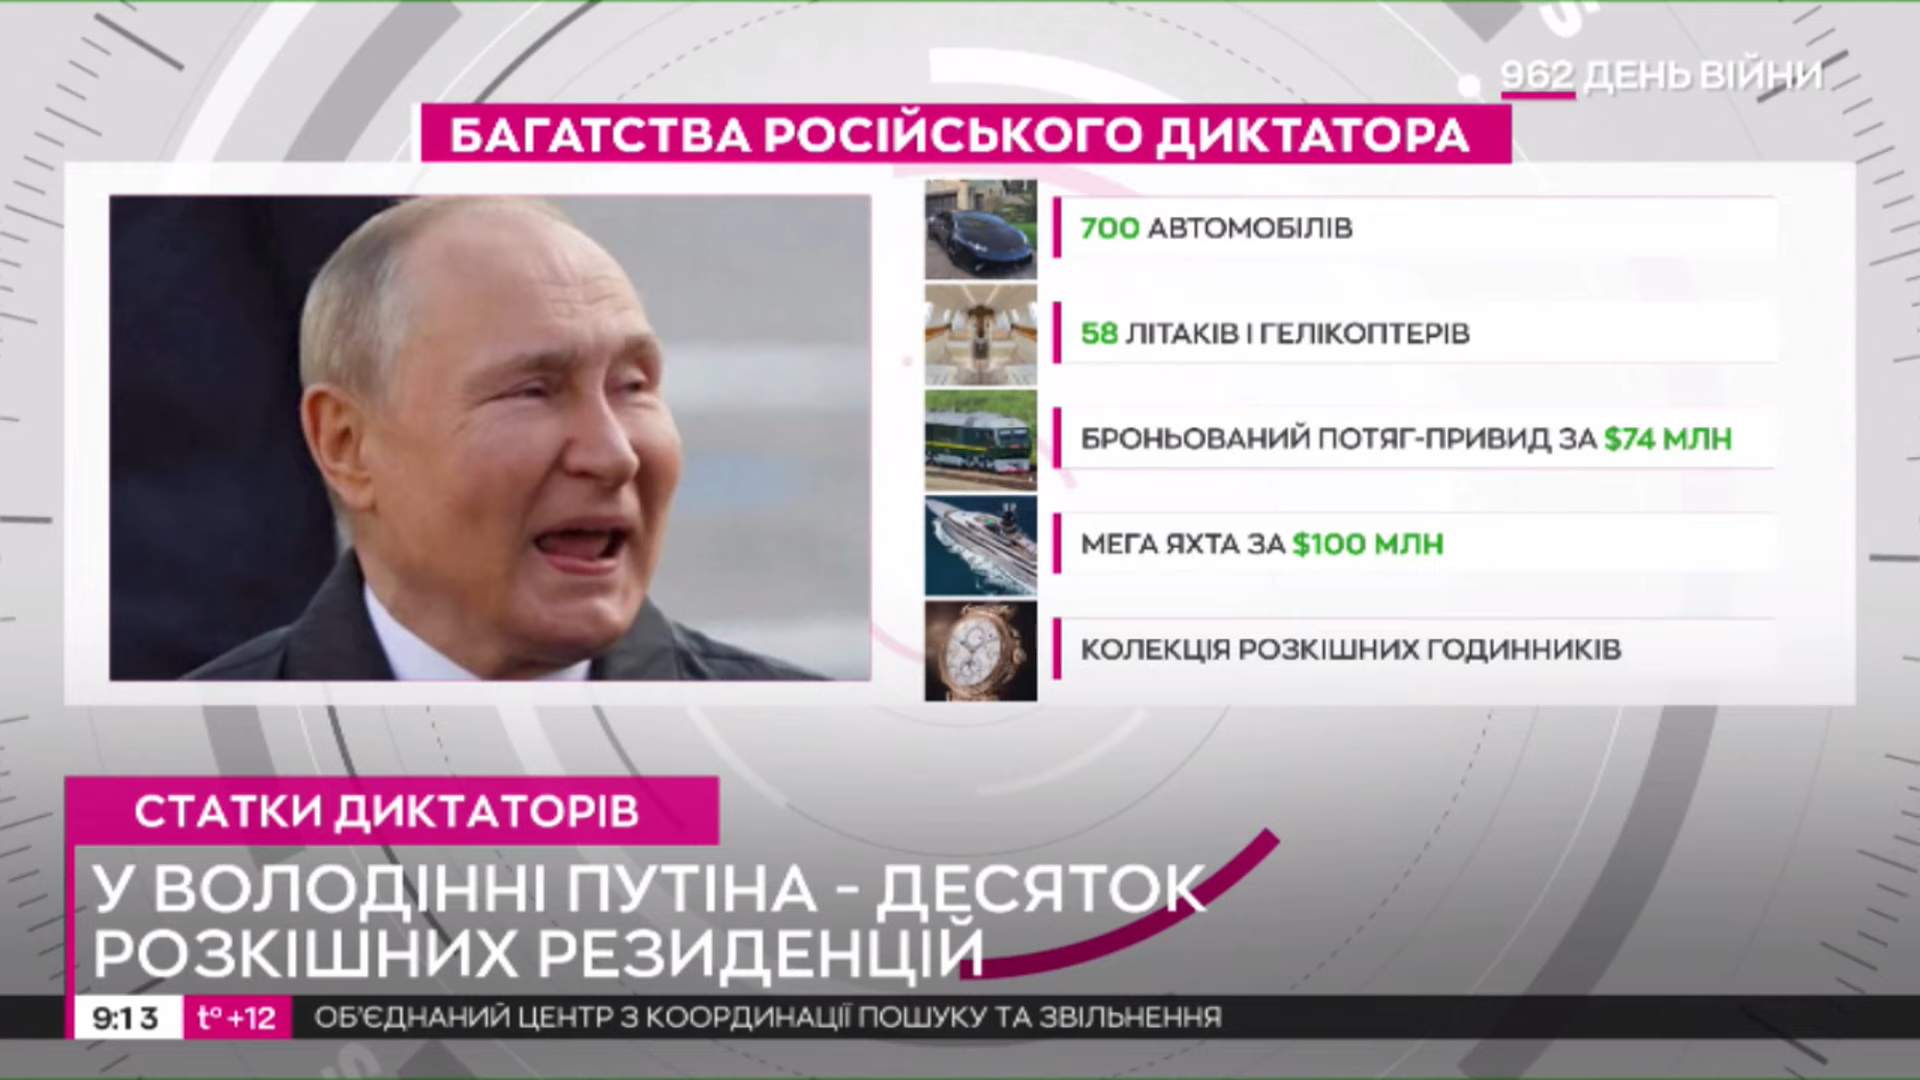 962 ДЕНЬ ВІЙНИ
БАГАТСТВА РОСІЙСЬКОГО ДИКТАТОРА
700 АВТОМОБІЛІВ
58 ЛІТАКІВ І ГЕЛІКОПТЕРІВ
БРОНЬОВАНИЙ ПОТЯГ-ПРИВИД ЗА $74 МЛН
МЕГА ЯХТА ЗА $100 МЛН
КОЛЕКЦІЯ РОЗКІШНИХ ГОДИННИКІВ
СТАТКИ ДИКТАТОРІВ
У ВОЛОДІННІ ПУТІНА - ДЕСЯТОК
РОЗКІШНИХ РЕЗИДЕНЦІЙ
9:13 t° +12 ОБ'ЄДНАНИЙ ЦЕНТР З КООРДИНАЦІЇ ПОШУКУ ТА ЗВІЛЬНЕННЯ